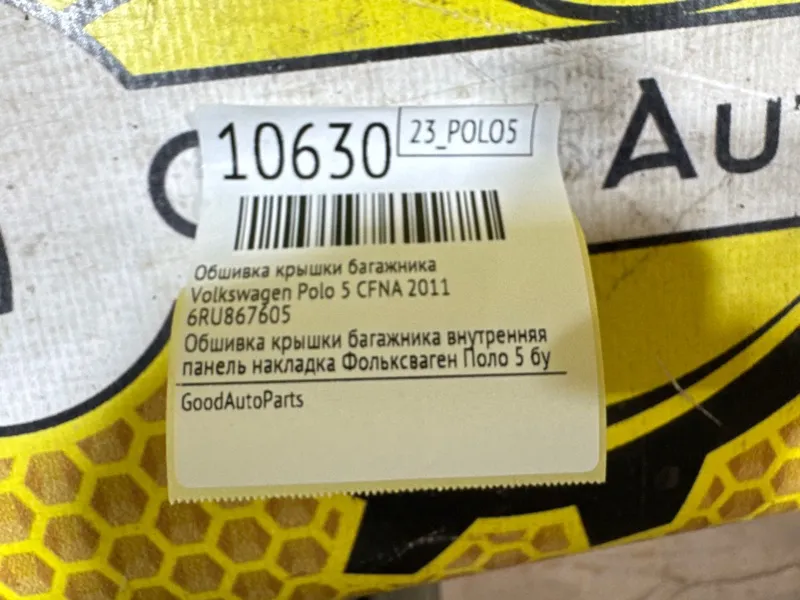 10630
23_POLO5
Обшивка крышки багажника
Volkswagen Polo 5 CFNA 2011
6RU867605
Обшивка крышки багажника внутренняя
панель накладка Фольксваген Поло 5 бу
GoodAutoParts